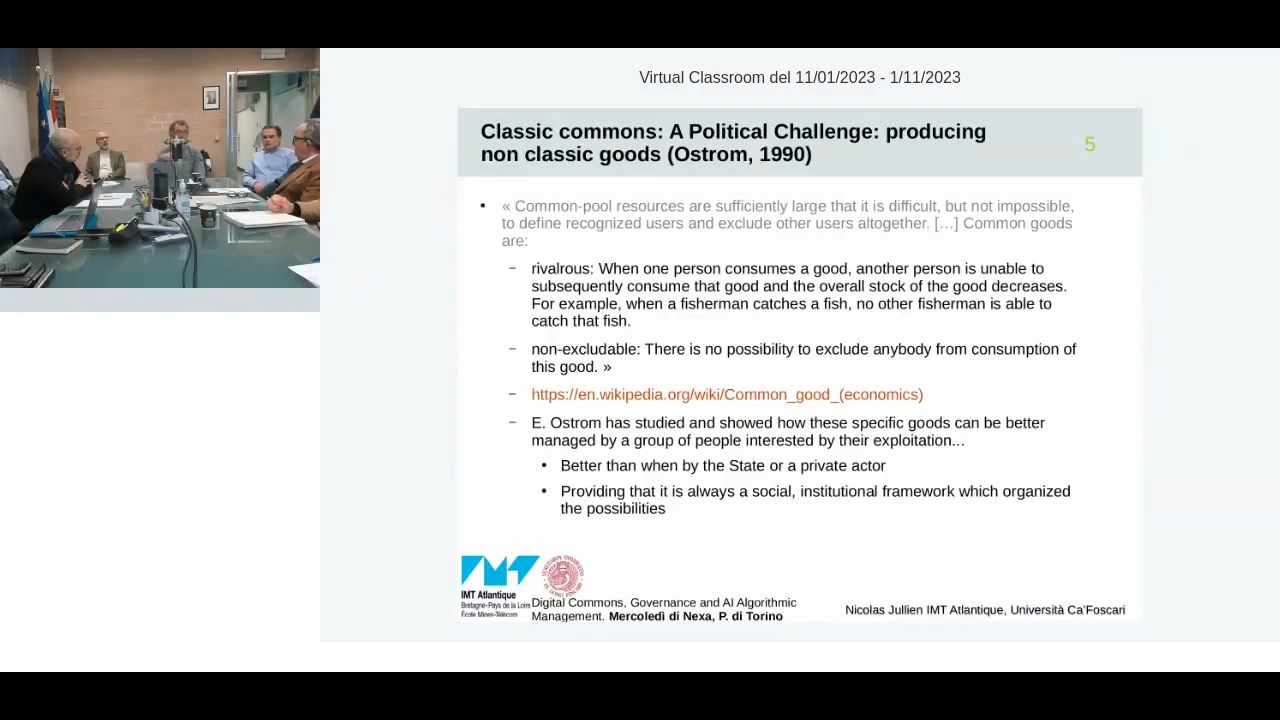 Virtual Classroom del 11/01/2023 - 1/11/2023
Classic commons: A Political Challenge: producing
non classic goods (Ostrom, 1990)
5
• « Common-pool resources are sufficiently large that it is difficult, but not impossible,
to define recognized users and exclude other users altogether. […] Common goods
are:
– rivalrous: When one person consumes a good, another person is unable to
subsequently consume that good and the overall stock of the good decreases.
For example, when a fisherman catches a fish, no other fisherman is able to
catch that fish.
– non-excludable: There is no possibility to exclude anybody from consumption of
this good. »
– https://en.wikipedia.org/wiki/Common_good_(economics)
– E. Ostrom has studied and showed how these specific goods can be better
managed by a group of people interested by their exploitation…
• Better than when by the State or a private actor
• Providing that it is always a social, institutional framework which organized
the possibilities
IMT Atlantique
Bretagne-Pays de la Loire
École Mines-Télécom
Digital Commons, Governance and AI Algorithmic
Management. Mercoledì di Nexa, P. di Torino
Nicolas Jullien IMT Atlantique, Università Ca'Foscari